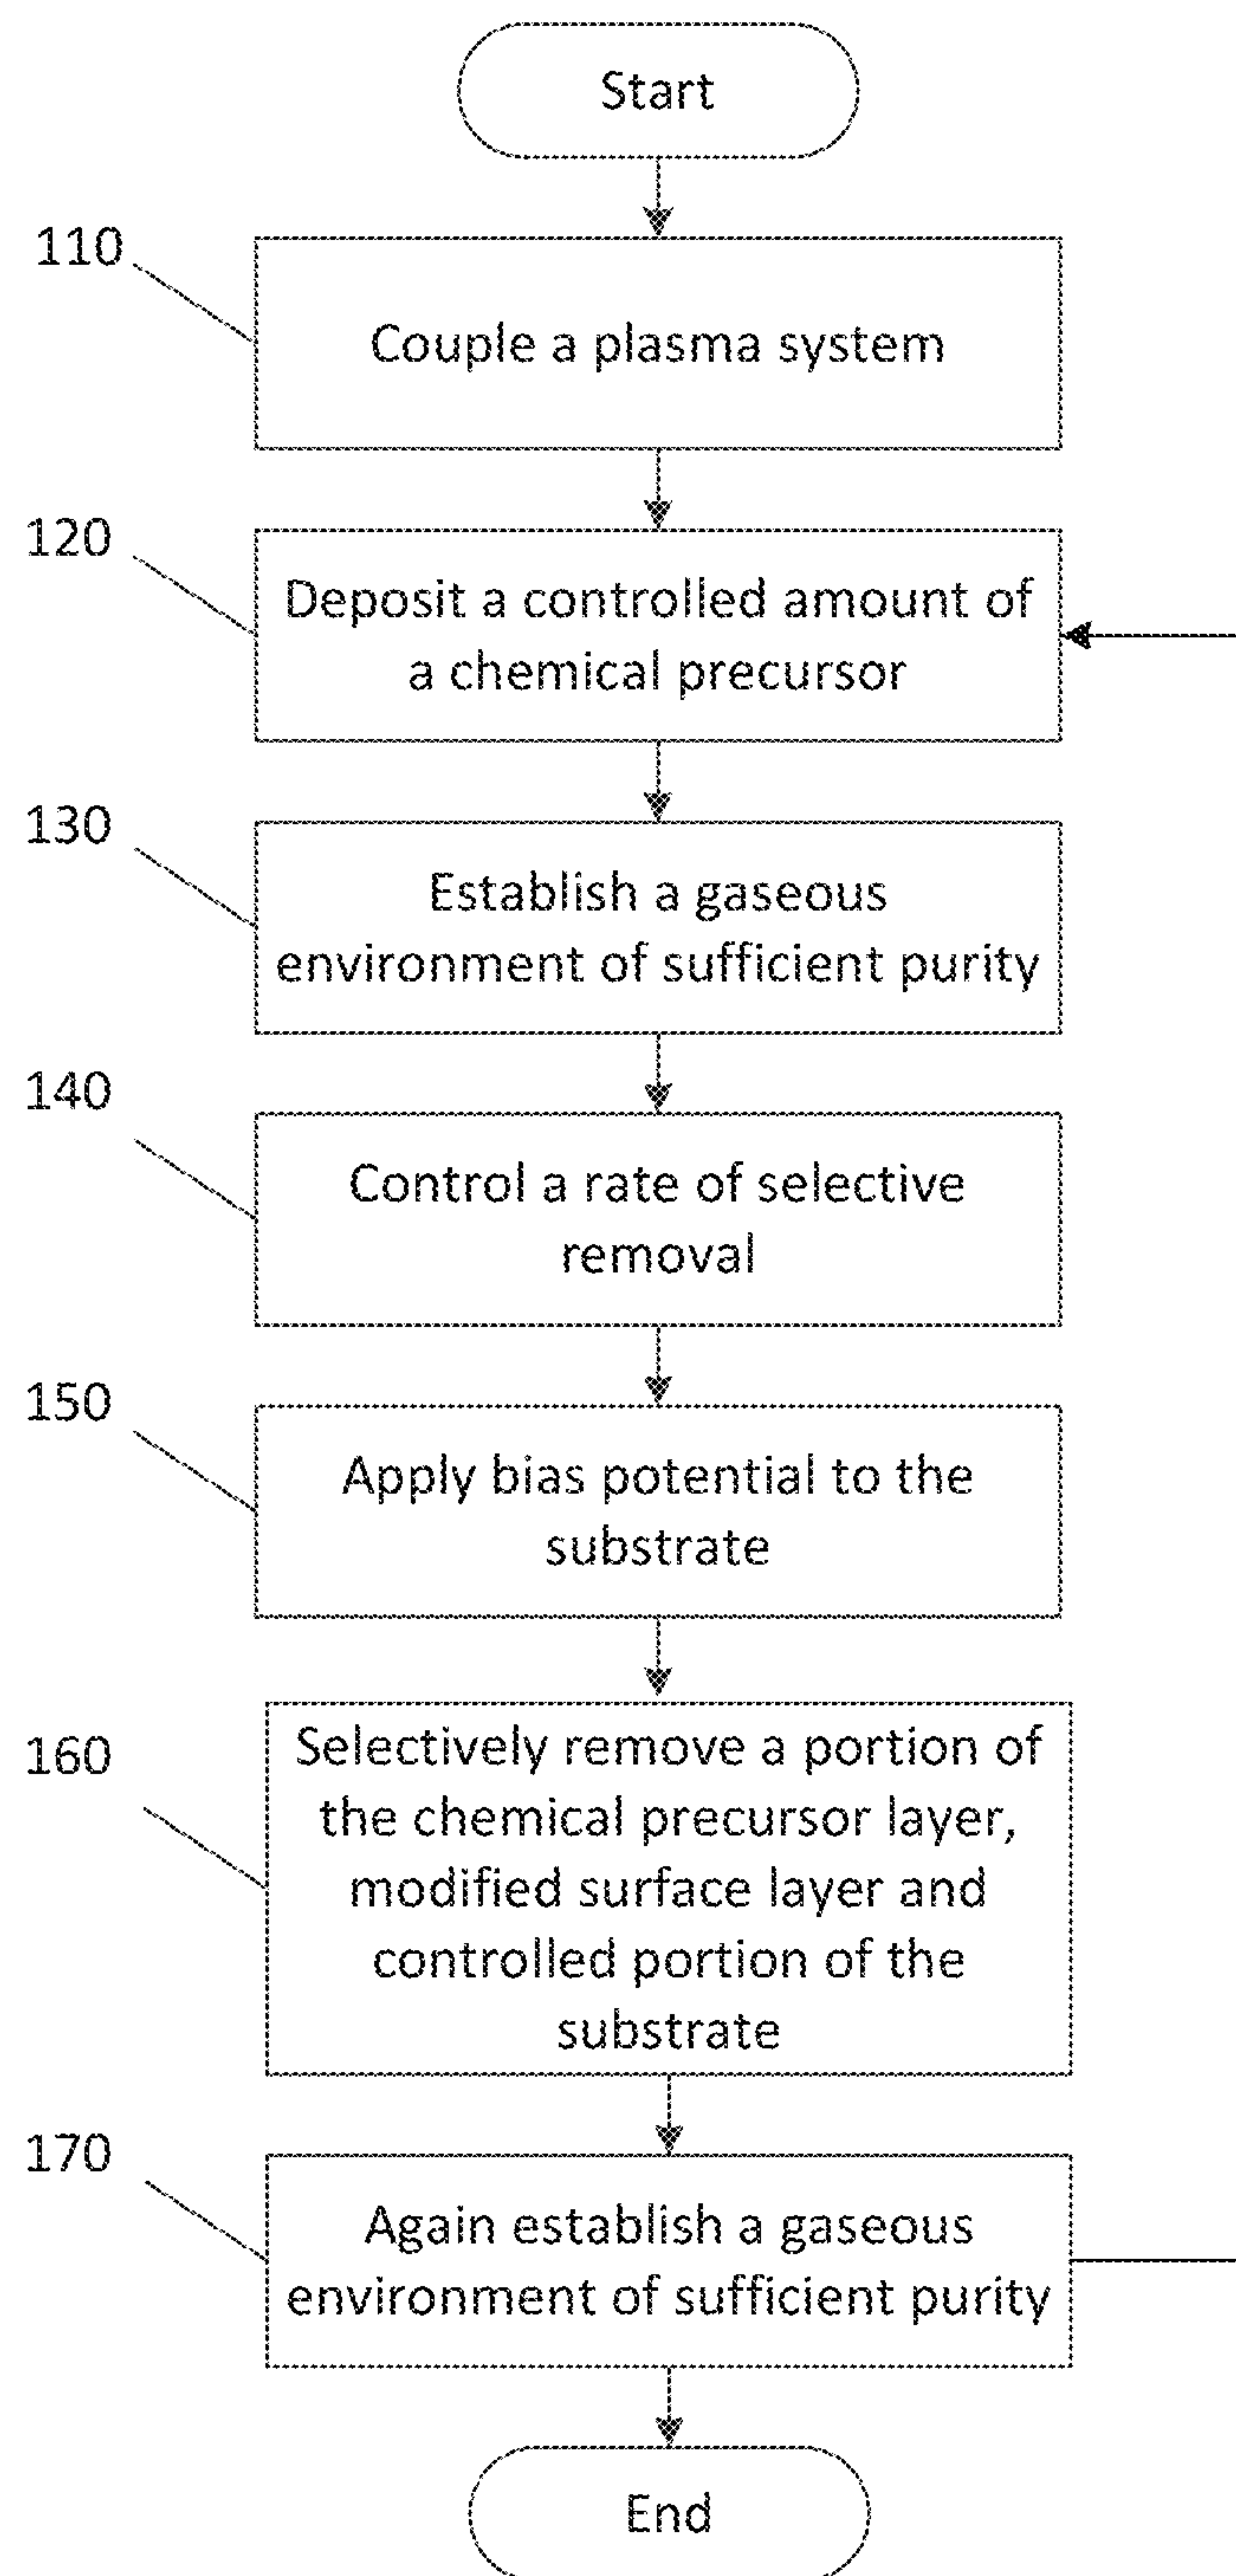 Start
110
Couple a plasma system
120
Deposit a controlled amount of
a chemical precursor
130
Establish a gaseous
environment of sufficient purity
140
Control a rate of selective
removal
150
Apply bias potential to the
substrate
160
Selectively remove a portion of
the chemical precursor layer,
modified surface layer and
controlled portion of the
substrate
170
Again establish a gaseous
environment of sufficient purity
End